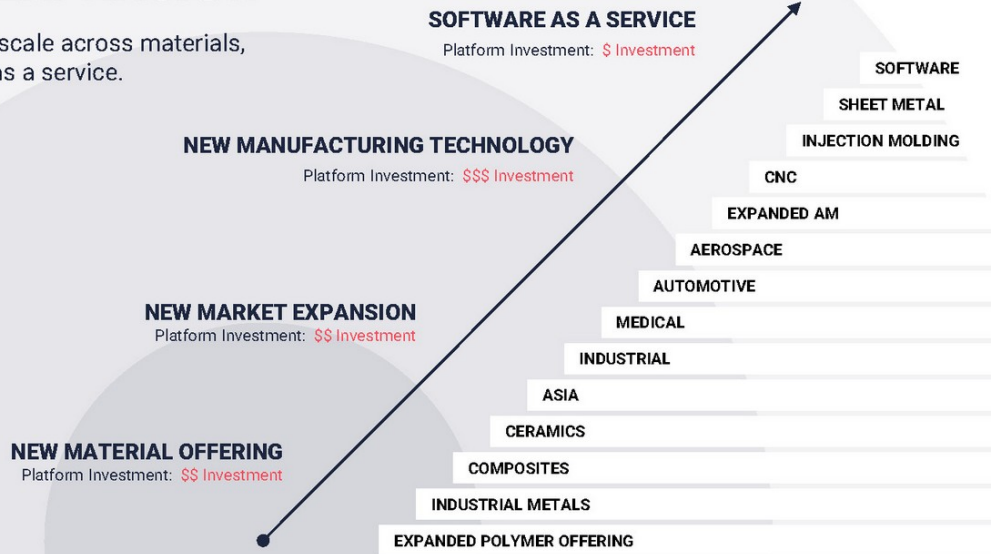 scale across materials,
as a service.
SOFTWARE AS A SERVICE
Platform Investment: $ Investment
NEW MANUFACTURING TECHNOLOGY
Platform Investment: $$$ Investment
NEW MARKET EXPANSION
Platform Investment: $$ Investment
NEW MATERIAL OFFERING
Platform Investment: $$ Investment
SOFTWARE
SHEET METAL
INJECTION MOLDING
CNC
EXPANDED AM
AEROSPACE
AUTOMOTIVE
MEDICAL
INDUSTRIAL
ASIA
CERAMICS
COMPOSITES
INDUSTRIAL METALS
EXPANDED POLYMER OFFERING